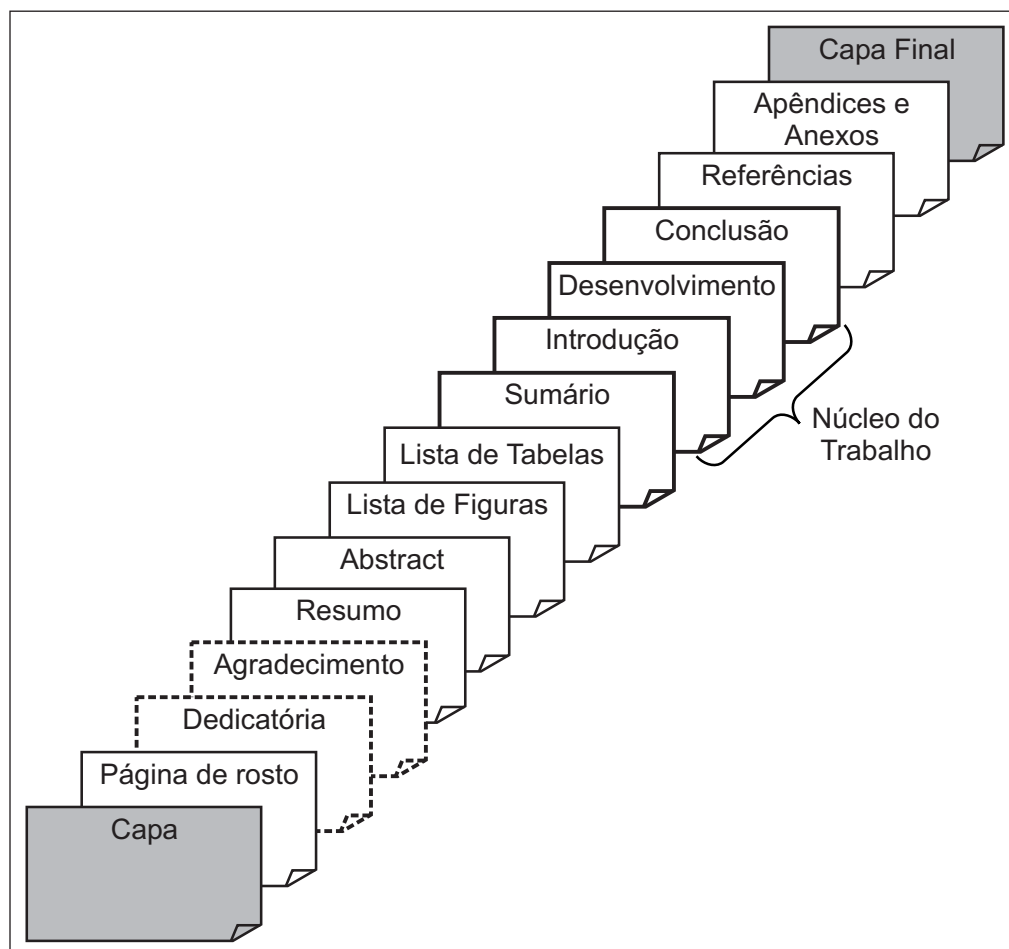 Capa Final
Apêndices e
Anexos
Referências
Conclusão
Desenvolvimento
Introdução
Sumário
Núcleo do
Trabalho
Lista de Tabelas
Lista de Figuras
Abstract
Resumo
Agradecimento
Dedicatória
Página de rosto
Capa